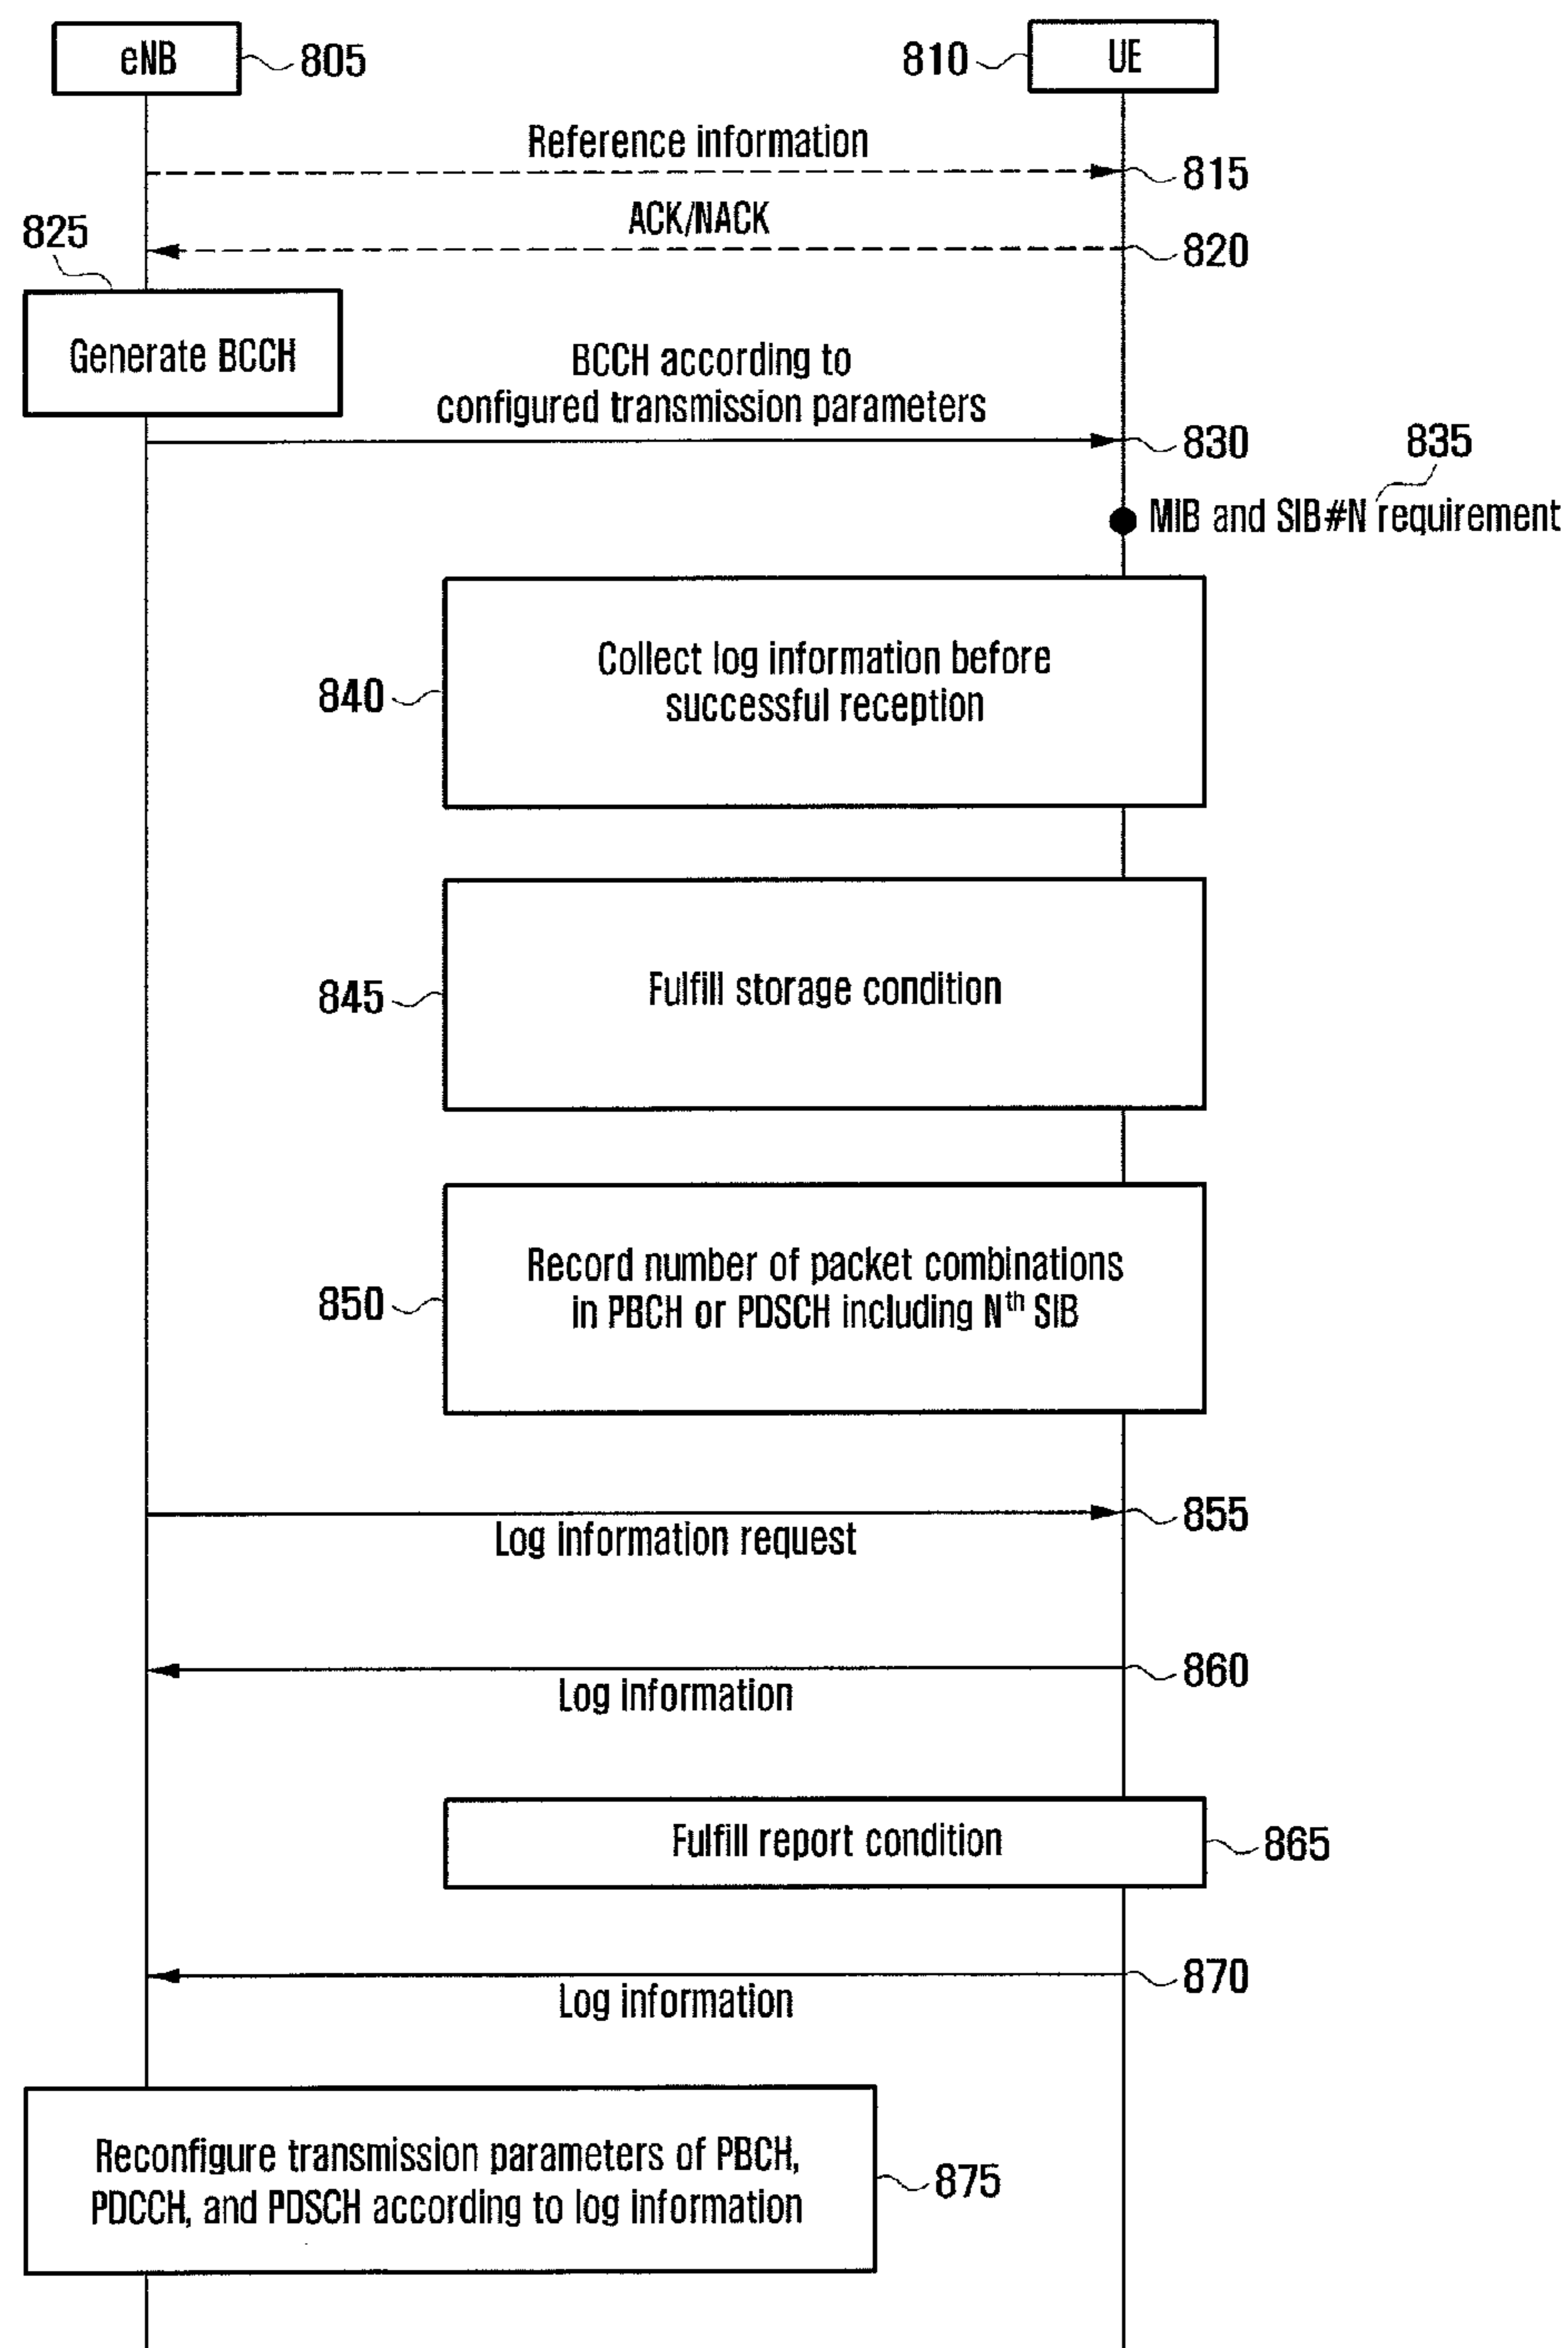 eNB
805
810
UE
Reference information
815
825
ACK/NACK
820
Generate BCCH
BCCH according to
configured transmission parameters
830
835
MIB and SIB#N requirement
Collect log information before
successful reception
840
Fulfill storage condition
845
Record number of packet combinations
in PBCH or PDSCH including Nth SIB
850
855
Log information request
860
Log information
Fulfill report condition
865
870
Log information
Reconfigure transmission parameters of PBCH,
PDCCH, and PDSCH according to log information
875